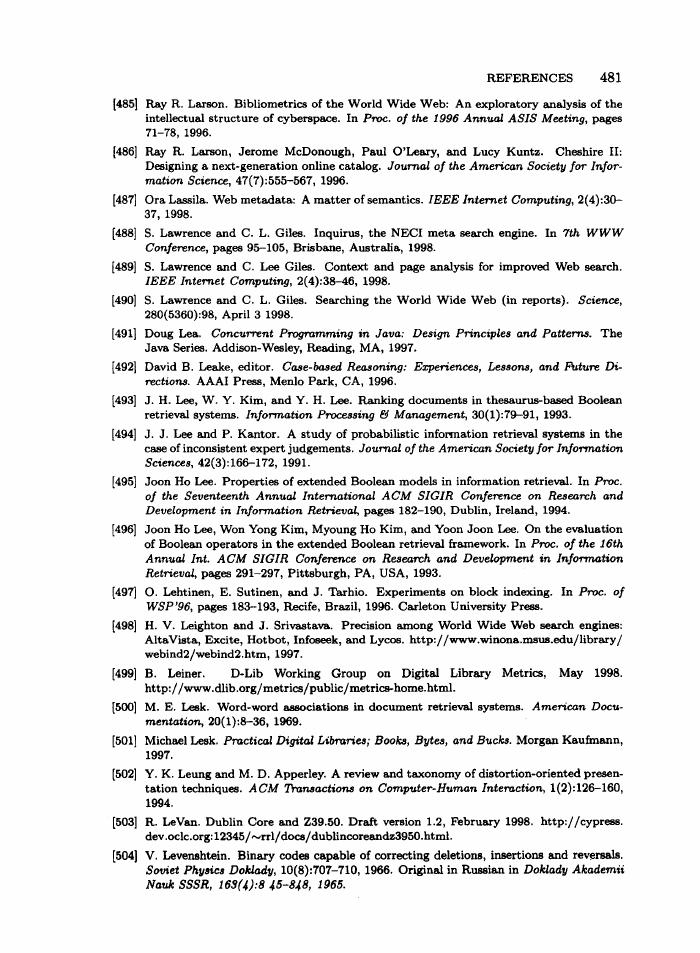 REFERENCES 481
[485] Ray R. Larson. Bibliometrics of the World Wide Web: An exploratory analysis of the
intellectual structure of cyberspace. In Proc. of the 1996 Annual ASIS Meeting, pages
71–78, 1996.
[486] Ray R. Larson, Jerome McDonough, Paul O'Leary, and Lucy Kuntz. Cheshire II:
Designing a next-generation online catalog. Journal of the American Society for Infor-
mation Science, 47(7):555–567, 1996.
[487] Ora Lassila. Web metadata: A matter of semantics. IEEE Internet Computing, 2(4):30–
37, 1998.
[488] S. Lawrence and C. L. Giles. Inquirus, the NECI meta search engine. In 7th WWW
Conference, pages 95–105, Brisbane, Australia, 1998.
[489] S. Lawrence and C. Lee Giles. Context and page analysis for improved Web search.
IEEE Internet Computing, 2(4):38–46, 1998.
[490] S. Lawrence and C. L. Giles. Searching the World Wide Web (in reports). Science,
280(5360):98, April 3 1998.
[491] Doug Lea. Concurrent Programming in Java: Design Principles and Patterns. The
Java Series. Addison-Wesley, Reading, MA, 1997.
[492] David B. Leake, editor. Case-based Reasoning: Experiences, Lessons, and Future Di-
rections. AAAI Press, Menlo Park, CA, 1996.
[493] J. H. Lee, W. Y. Kim, and Y. H. Lee. Ranking documents in thesaurus-based Boolean
retrieval systems. Information Processing & Management, 30(1):79–91, 1993.
[494] J. J. Lee and P. Kantor. A study of probabilistic information retrieval systems in the
case of inconsistent expert judgements. Journal of the American Society for Information
Sciences, 42(3):166–172, 1991.
[495] Joon Ho Lee. Properties of extended Boolean models in information retrieval. In Proc.
of the Seventeenth Annual International ACM SIGIR Conference on Research and
Development in Information Retrieval, pages 182–190, Dublin, Ireland, 1994.
[496] Joon Ho Lee, Won Yong Kim, Myoung Ho Kim, and Yoon Joon Lee. On the evaluation
of Boolean operators in the extended Boolean retrieval framework. In Proc. of the 16th
Annual Int. ACM SIGIR Conference on Research and Development in Information
Retrieval, pages 291–297, Pittsburgh, PA, USA, 1993.
[497] O. Lehtinen, E. Sutinen, and J. Tarhio. Experiments on block indexing. In Proc. of
WSP'96, pages 183–193, Recife, Brazil, 1996. Carleton University Press.
[498] H. V. Leighton and J. Srivastava. Precision among World Wide Web search engines:
AltaVista, Excite, Hotbot, Infoseek, and Lycos. http://www.winona.msus.edu/library/
webind2/webind2.htm, 1997.
[499] B. Leiner. D-Lib Working Group on Digital Library Metrics, May 1998.
http://www.dlib.org/metrics/public/metrics-home.html.
[500] M. E. Lesk. Word-word associations in document retrieval systems. American Docu-
mentation, 20(1):8–36, 1969.
[501] Michael Lesk. Practical Digital Libraries; Books, Bytes, and Bucks. Morgan Kaufmann,
1997.
[502] Y. K. Leung and M. D. Apperley. A review and taxonomy of distortion-oriented presen-
tation techniques. ACM Transactions on Computer-Human Interaction, 1(2):126–160,
1994.
[503] R. LeVan. Dublin Core and Z39.50. Draft version 1.2, February 1998. http://cypress.
dev.oclc.org:12345/~rrl/docs/dublincoreandz3950.html.
[504] V. Levenshtein. Binary codes capable of correcting deletions, insertions and reversals.
Soviet Physics Doklady, 10(8):707–710, 1966. Original in Russian in Doklady Akademii
Nauk SSSR, 163(4):8 45–848, 1965.